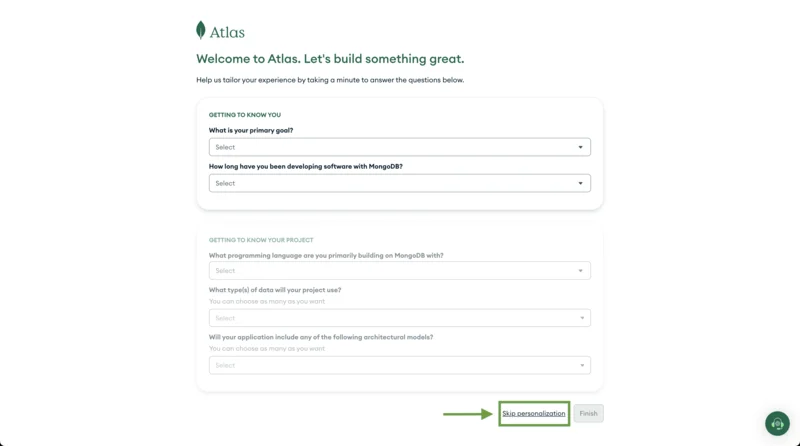 Atlas
Welcome to Atlas. Let's build something great.
Help us tailor your experience by taking a minute to answer the questions below.
GETTING TO KNOW YOU
What is your primary goal?
Select
How long have you been developing software with MongoDB?
Select
GETTING TO KNOW YOUR PROJECT
What programming language are you primarily building on MongoDB with?
Select
What type(s) of data will your project use?
You can choose as many as you want
Select
Will your application include any of the following architectural models?
You can choose as many as you want
Select
Skip personalization Finish